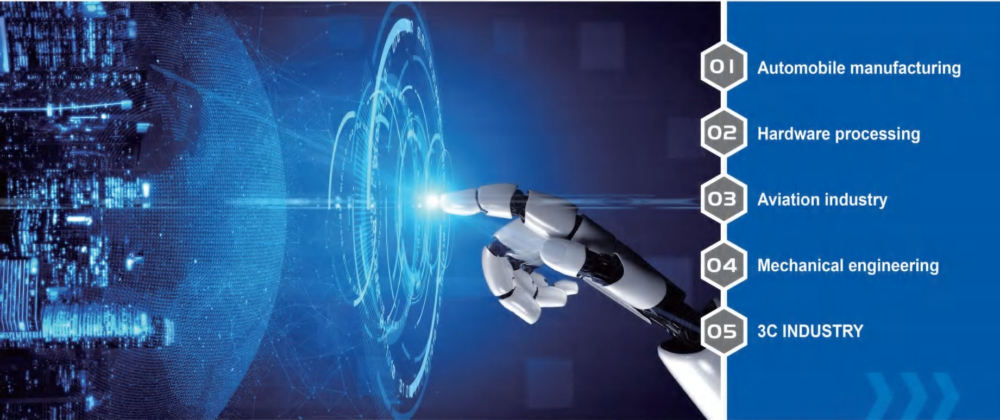 01 Automobile manufacturing
02 Hardware processing
03 Aviation industry
04 Mechanical engineering
05 3C INDUSTRY